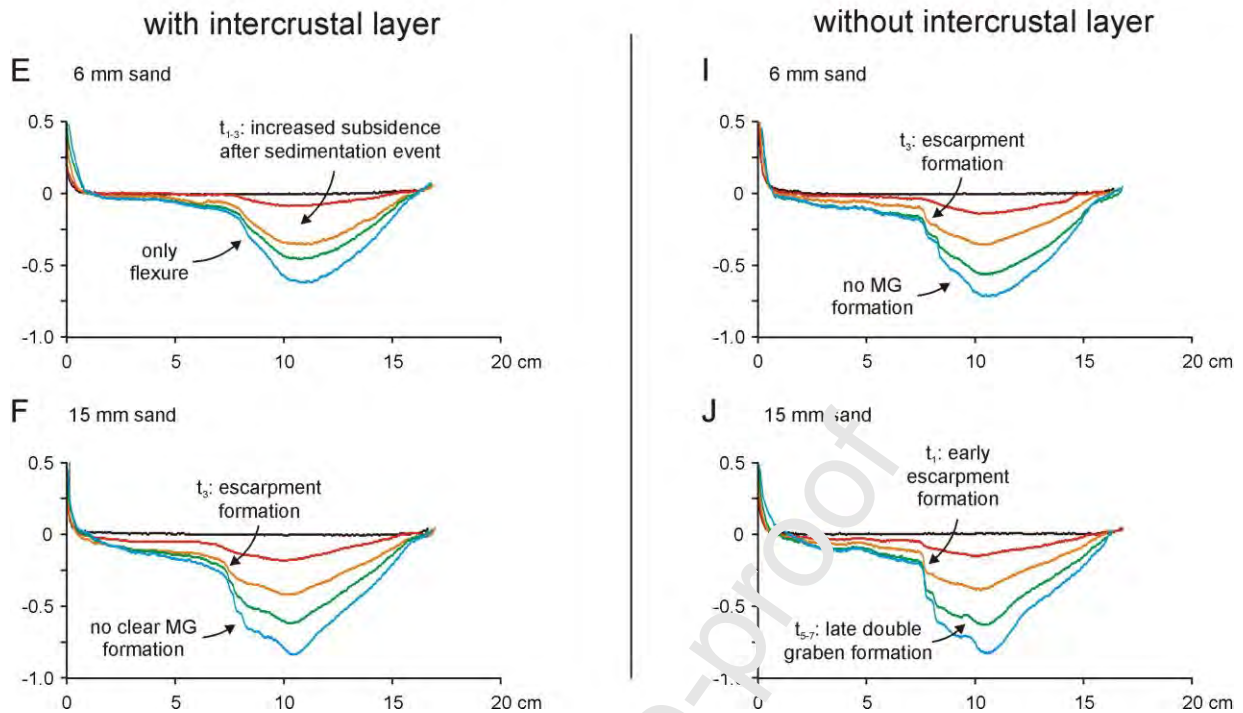 with intercrustal layer
without intercrustal layer
E
6 mm sand
0.5
0
-0.5
-1.0
t1-3: increased subsidence
after sedimentation event
only
flexure
0
5
10
15
20 cm
I
6 mm sand
0.5
0
-0.5
-1.0
t3: escarpment
formation
no MG
formation
0
5
10
15
20 cm
F
15 mm sand
0.5
0
-0.5
-1.0
t3: escarpment
formation
no clear MG
formation
0
5
10
15
20 cm
J
15 mm sand
0.5
0
-0.5
t1: early
escarpment
formation
t5-7: late double
graben formation
0
5
10
15
20 cm